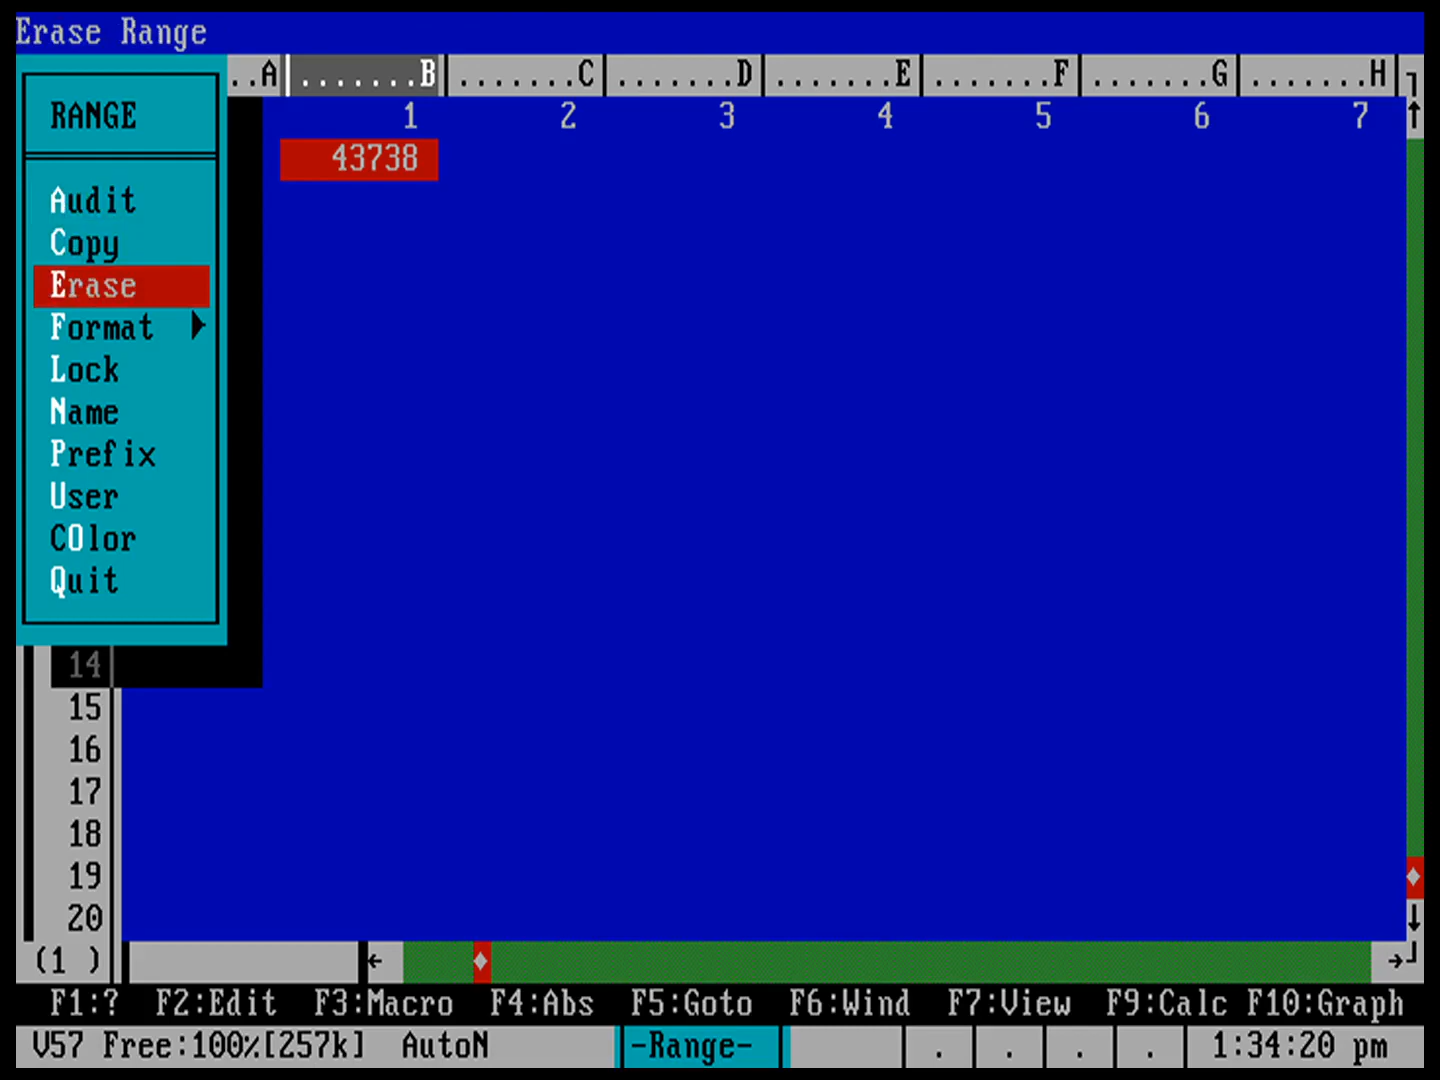 Erase Range
..A .......B .......C .......D .......E .......F .......G .......H
RANGE
1 2 3 4 5 6 7
43738
Audit
Copy
Erase
Format
Lock
Name
Prefix
User
COlor
Quit
14
15
16
17
18
19
20
(1 )
F1:? F2:Edit F3:Macro F4:Abs F5:Goto F6:Wind F7:View F9:Calc F10:Graph
V57 Free:100%[257k] AutoN -Range- . . . . 1:34:20 pm